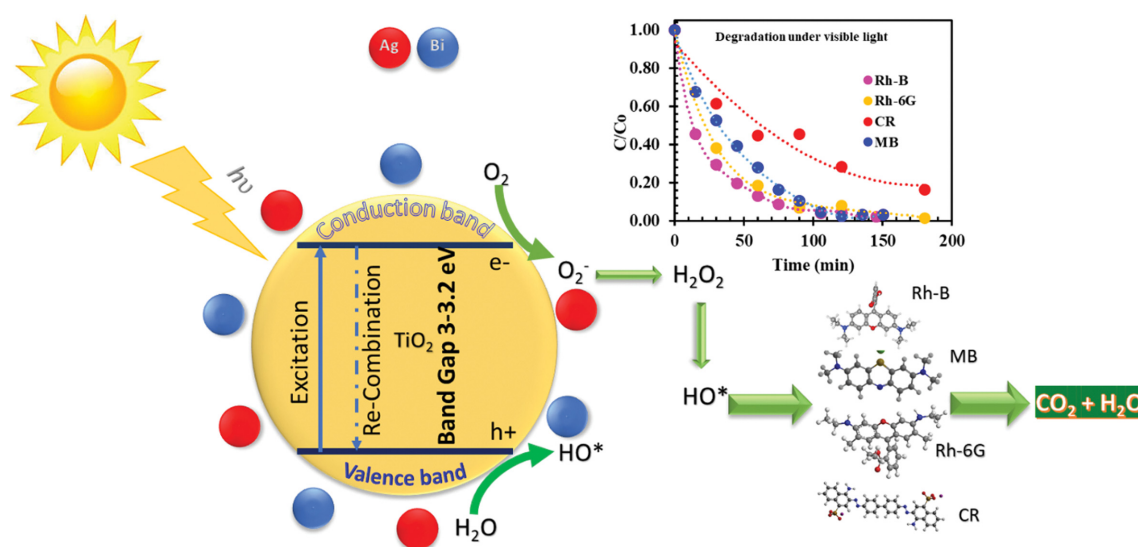 Ag Bi
hυ
Conduction band
O₂
e-
O₂⁻
H₂O₂
Excitation
Re-Combination
TiO₂
Band Gap 3-3.2 eV
h+
HO*
Valence band
H₂O
HO*
Degradation under visible light
1.00
0.80
0.60
0.40
0.20
0.00
C/Co
Rh-B
Rh-6G
CR
MB
0 50 100 150 200
Time (min)
Rh-B
MB
Rh-6G
CR
CO₂ + H₂O